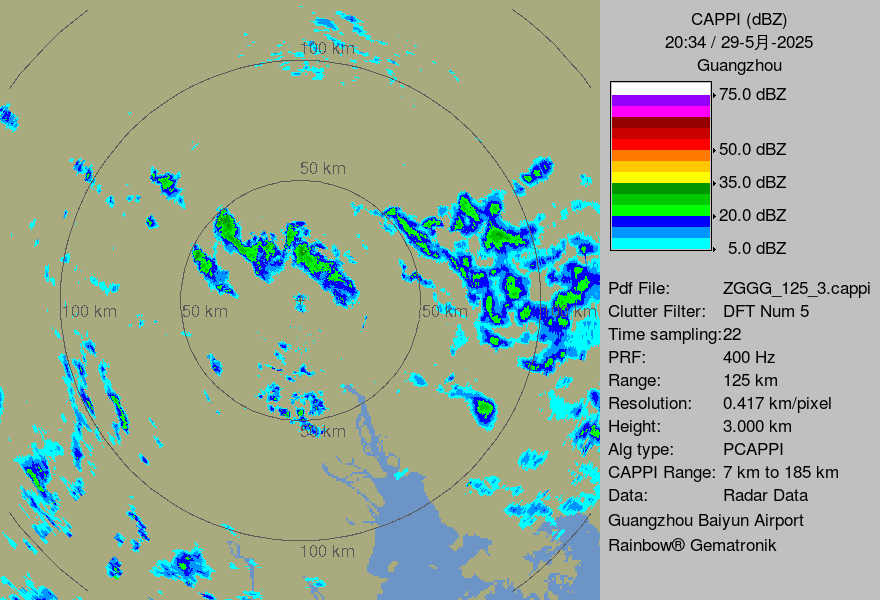 CAPPI (dBZ)
20:34 / 29-5月-2025
Guangzhou
75.0 dBZ
50.0 dBZ
35.0 dBZ
20.0 dBZ
5.0 dBZ
Pdf File: ZGGG_125_3.cappi
Clutter Filter: DFT Num 5
Time sampling:22
PRF: 400 Hz
Range: 125 km
Resolution: 0.417 km/pixel
Height: 3.000 km
Alg type: PCAPPI
CAPPI Range: 7 km to 185 km
Data: Radar Data
Guangzhou Baiyun Airport
Rainbow® Gematronik
100 km
50 km
100 km
50 km
50 km
100 km
50 km
100 km